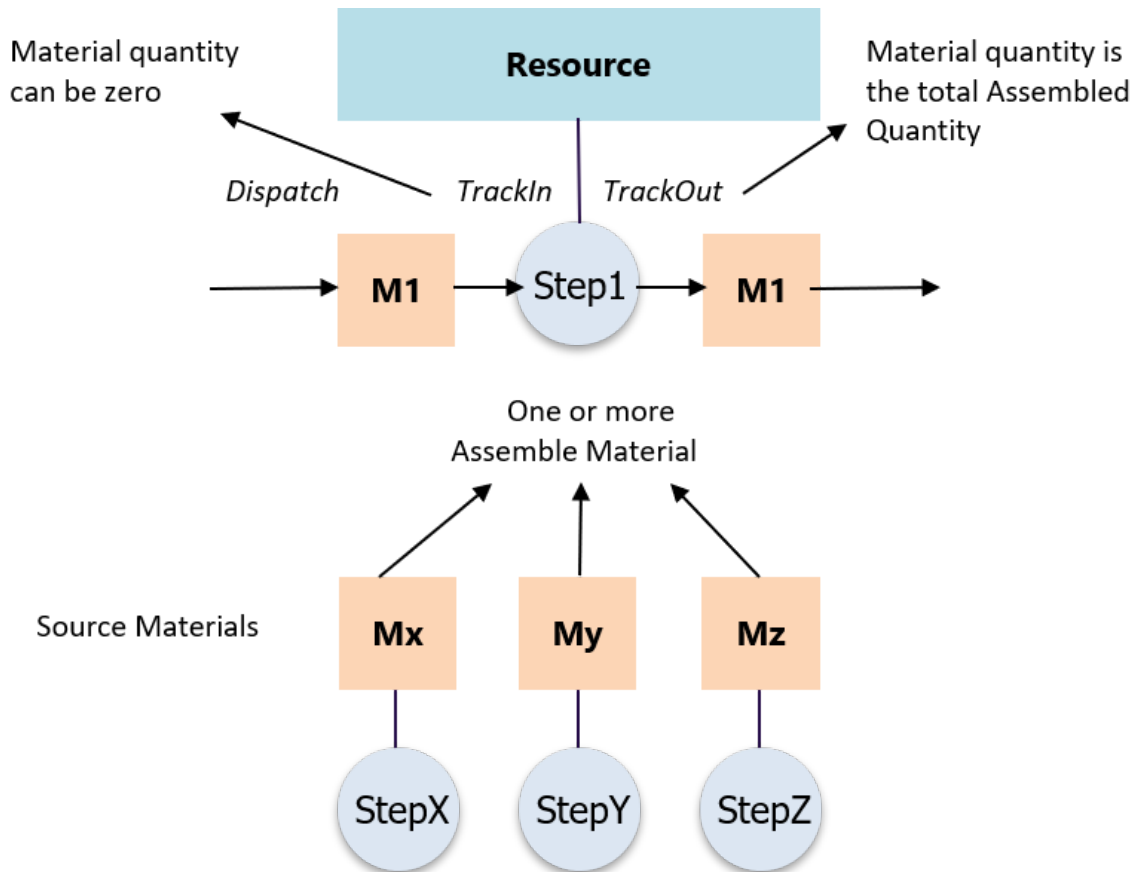 Material quantity
can be zero
Resource
Material quantity is
the total Assembled
Quantity
Dispatch
TrackIn
TrackOut
M1
Step1
M1
One or more
Assemble Material
Source Materials
Mx
My
Mz
StepX
StepY
StepZ